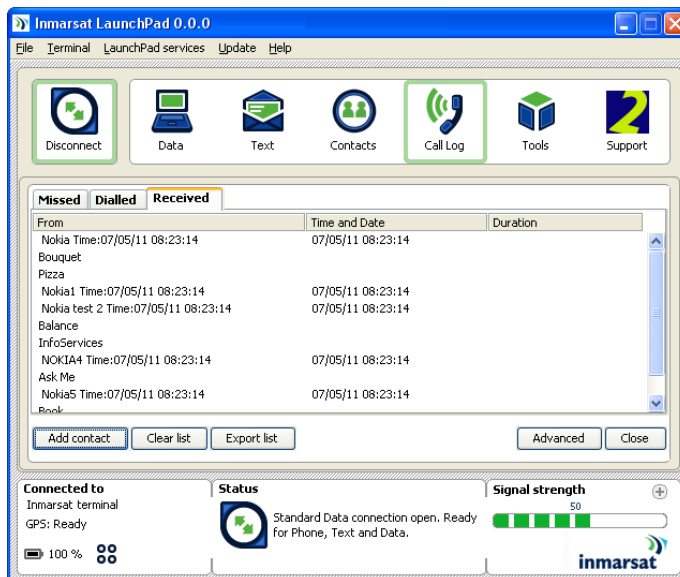 Inmarsat LaunchPad 0.0.0
File Terminal LaunchPad services Update Help
Disconnect Data Text Contacts Call Log Tools Support
Missed Dialled Received
From Time and Date Duration
Nokia Time:07/05/11 08:23:14 07/05/11 08:23:14
Bouquet
Pizza
Nokia1 Time:07/05/11 08:23:14 07/05/11 08:23:14
Nokia test 2 Time:07/05/11 08:23:14 07/05/11 08:23:14
Balance
InfoServices
NOKIA4 Time:07/05/11 08:23:14 07/05/11 08:23:14
Ask Me
Nokia5 Time:07/05/11 08:23:14 07/05/11 08:23:14
Book
Add contact Clear list Export list Advanced Close
Connected to Status Signal strength
Inmarsat terminal
GPS: Ready
100 %
Standard Data connection open. Ready
for Phone, Text and Data.
50
inmarsat